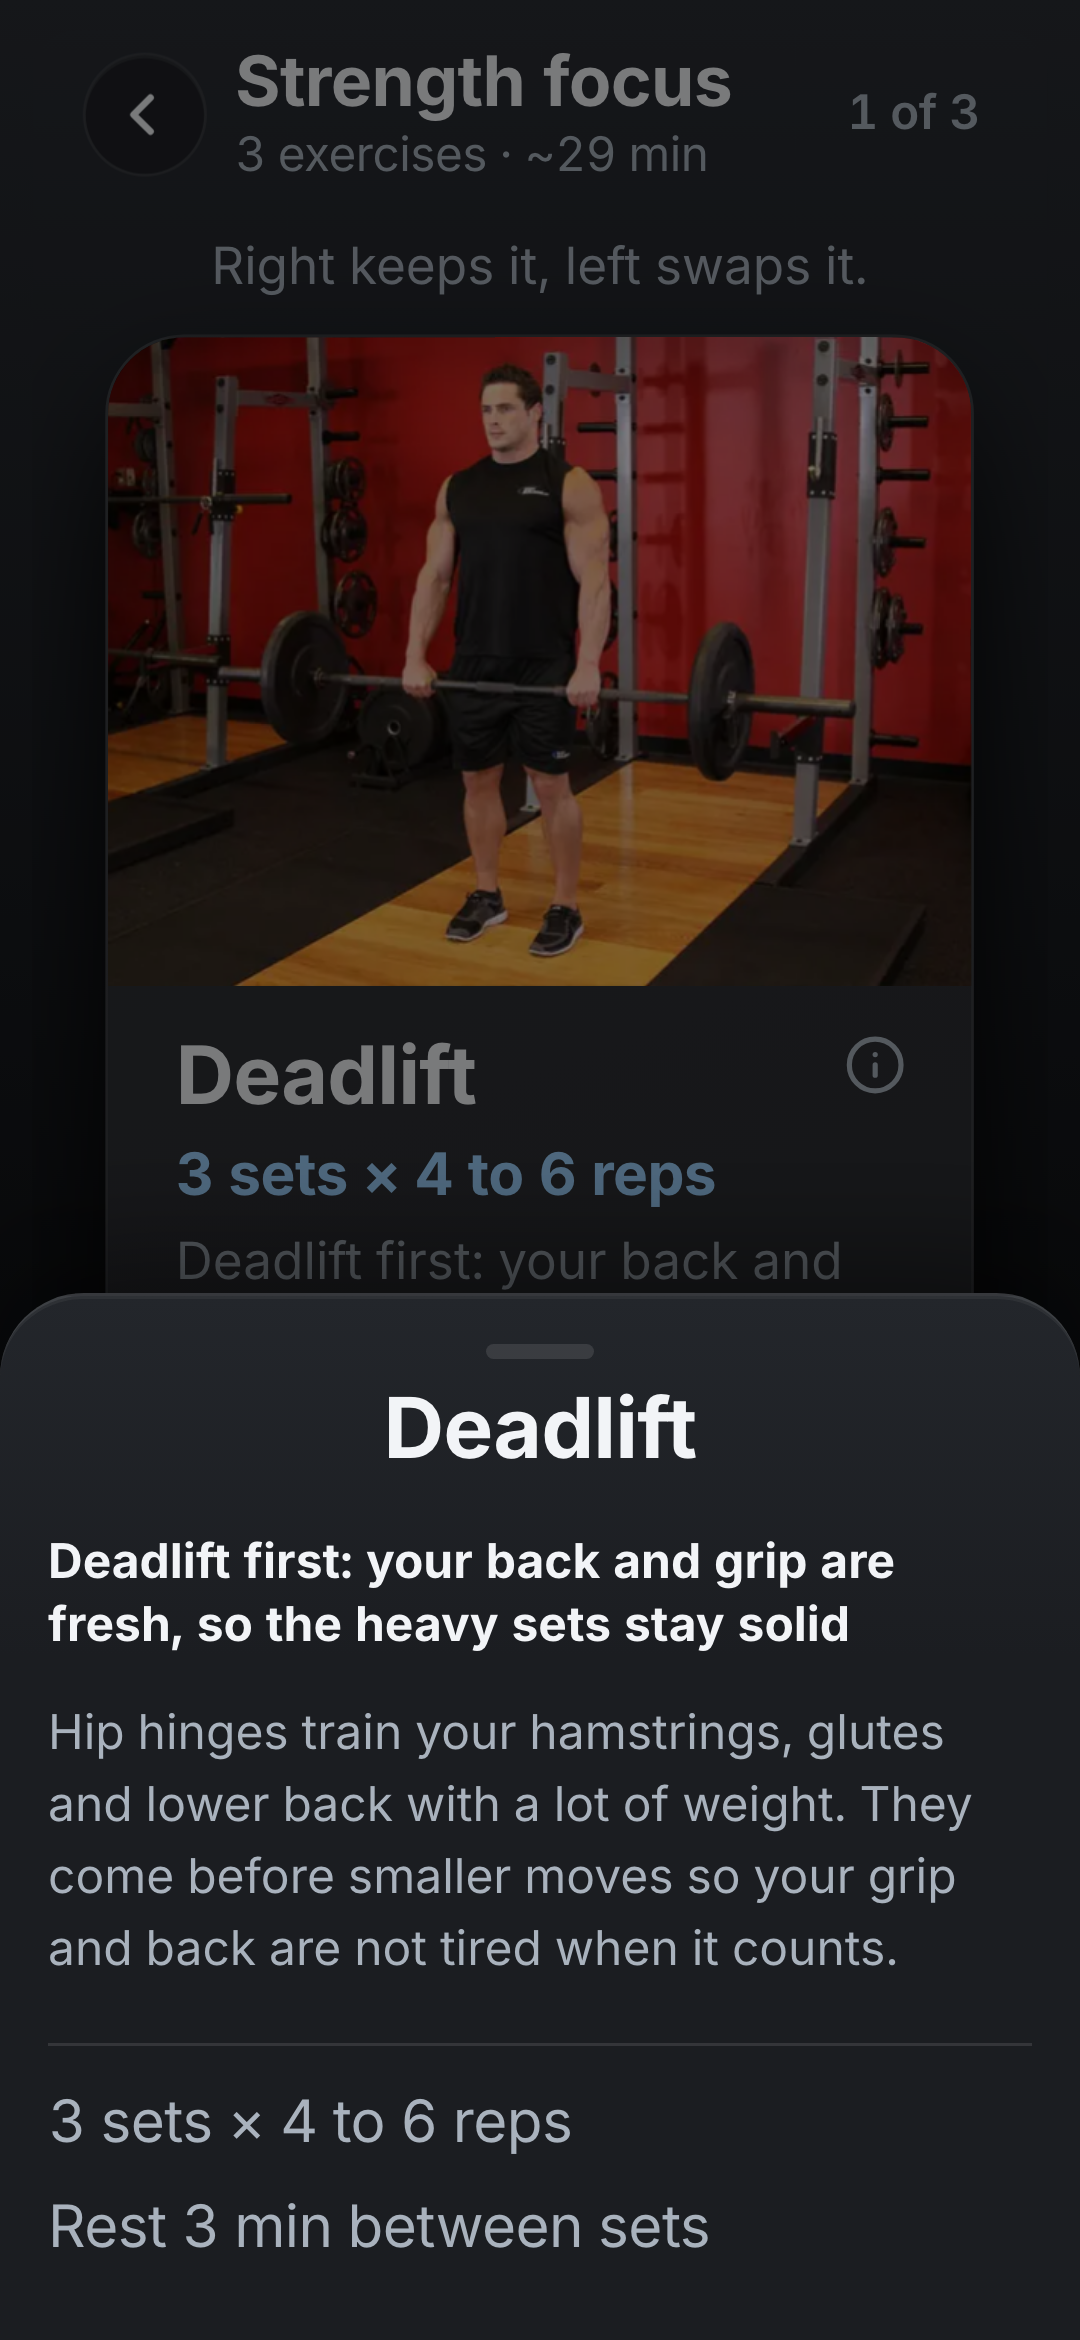 Strength focus
3 exercises · ~29 min
1 of 3
Right keeps it, left swaps it.
Deadlift
3 sets × 4 to 6 reps
Deadlift first: your back and
Deadlift
Deadlift first: your back and grip are
fresh, so the heavy sets stay solid
Hip hinges train your hamstrings, glutes
and lower back with a lot of weight. They
come before smaller moves so your grip
and back are not tired when it counts.
3 sets × 4 to 6 reps
Rest 3 min between sets